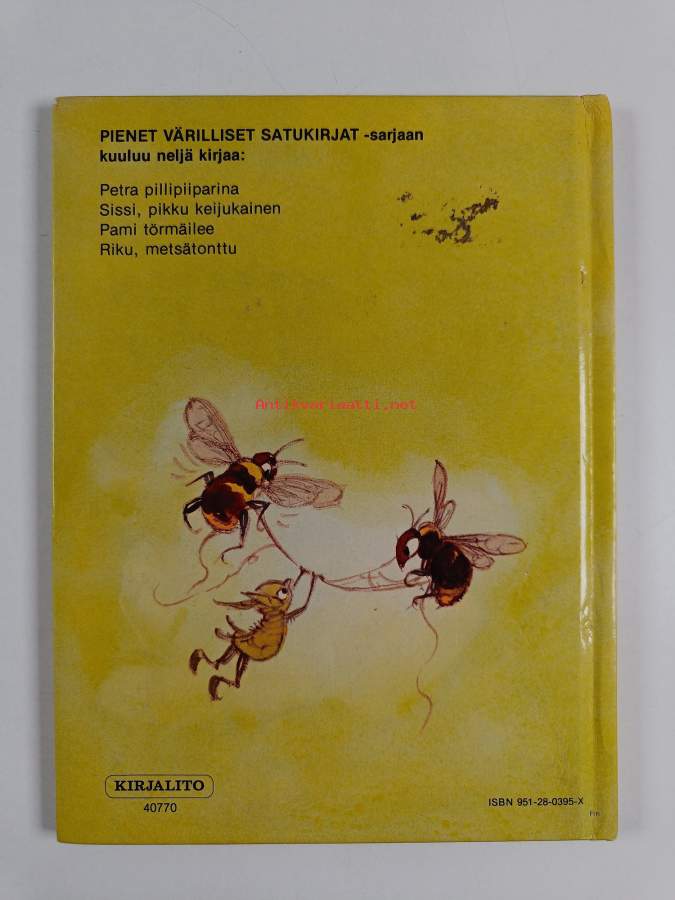 PIENET VÄRILLISET SATUKIRJAT -sarjaan
kuuluu neljä kirjaa:
Petra pillipiiparina
Sissi, pikku keijukainen
Pami törmäilee
Riku, metsätonttu
Antikvariaatti.net
KIRJALITO
40770
ISBN 951-28-0395-X
Fin